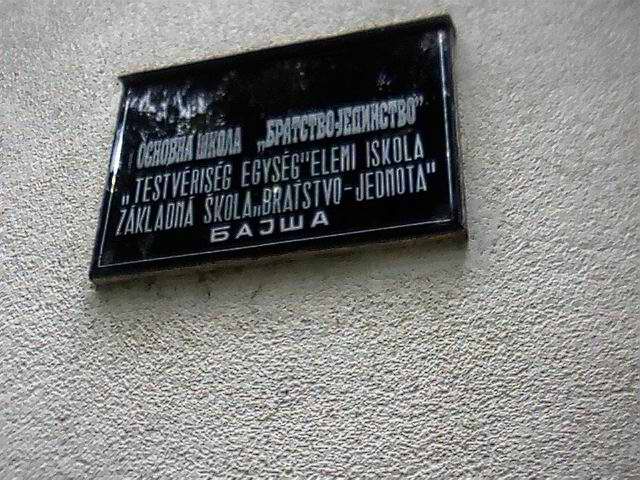 ОСНОВНА ШКОЛА „БРАТСТВО-ЈЕДИНСТВО"
„TESTVÉRISÉG EGYSÉG" ELEMI ISKOLA
ZÁKLADNÁ ŠKOLA „BRATSTVO-JEDNOTA"
БАЈША